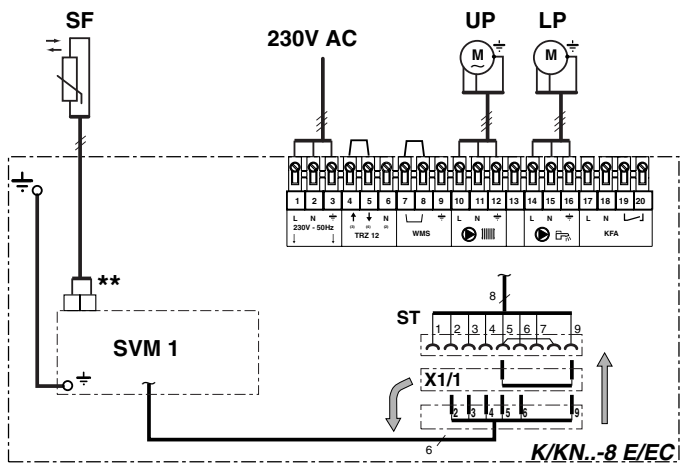 SF
230V AC
UP
LP
M
~
M
1 2 3 4 5 6 7 8 9 10 11 12 13 14 15 16 17 18 19 20
L N L N L N L N
230V - 50Hz
TRZ 12
WMS
KFA
**
SVM 1
8
ST
1 2 3 4 5 6 7 9
X1/1
2 3 4 5 6 9
6
K/KN..-8 E/EC